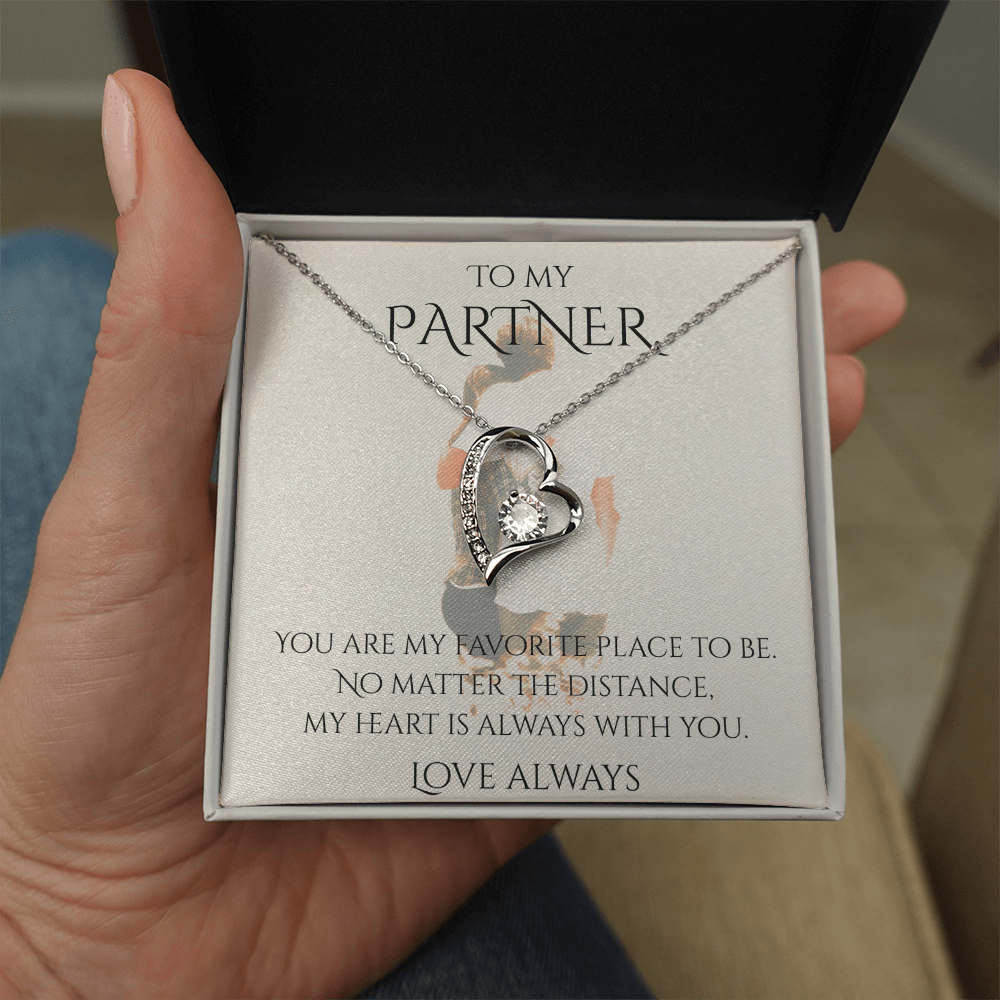 To my
Partner,
You are my favorite place to be.
No matter the distance,
my heart is always with you.
Love always